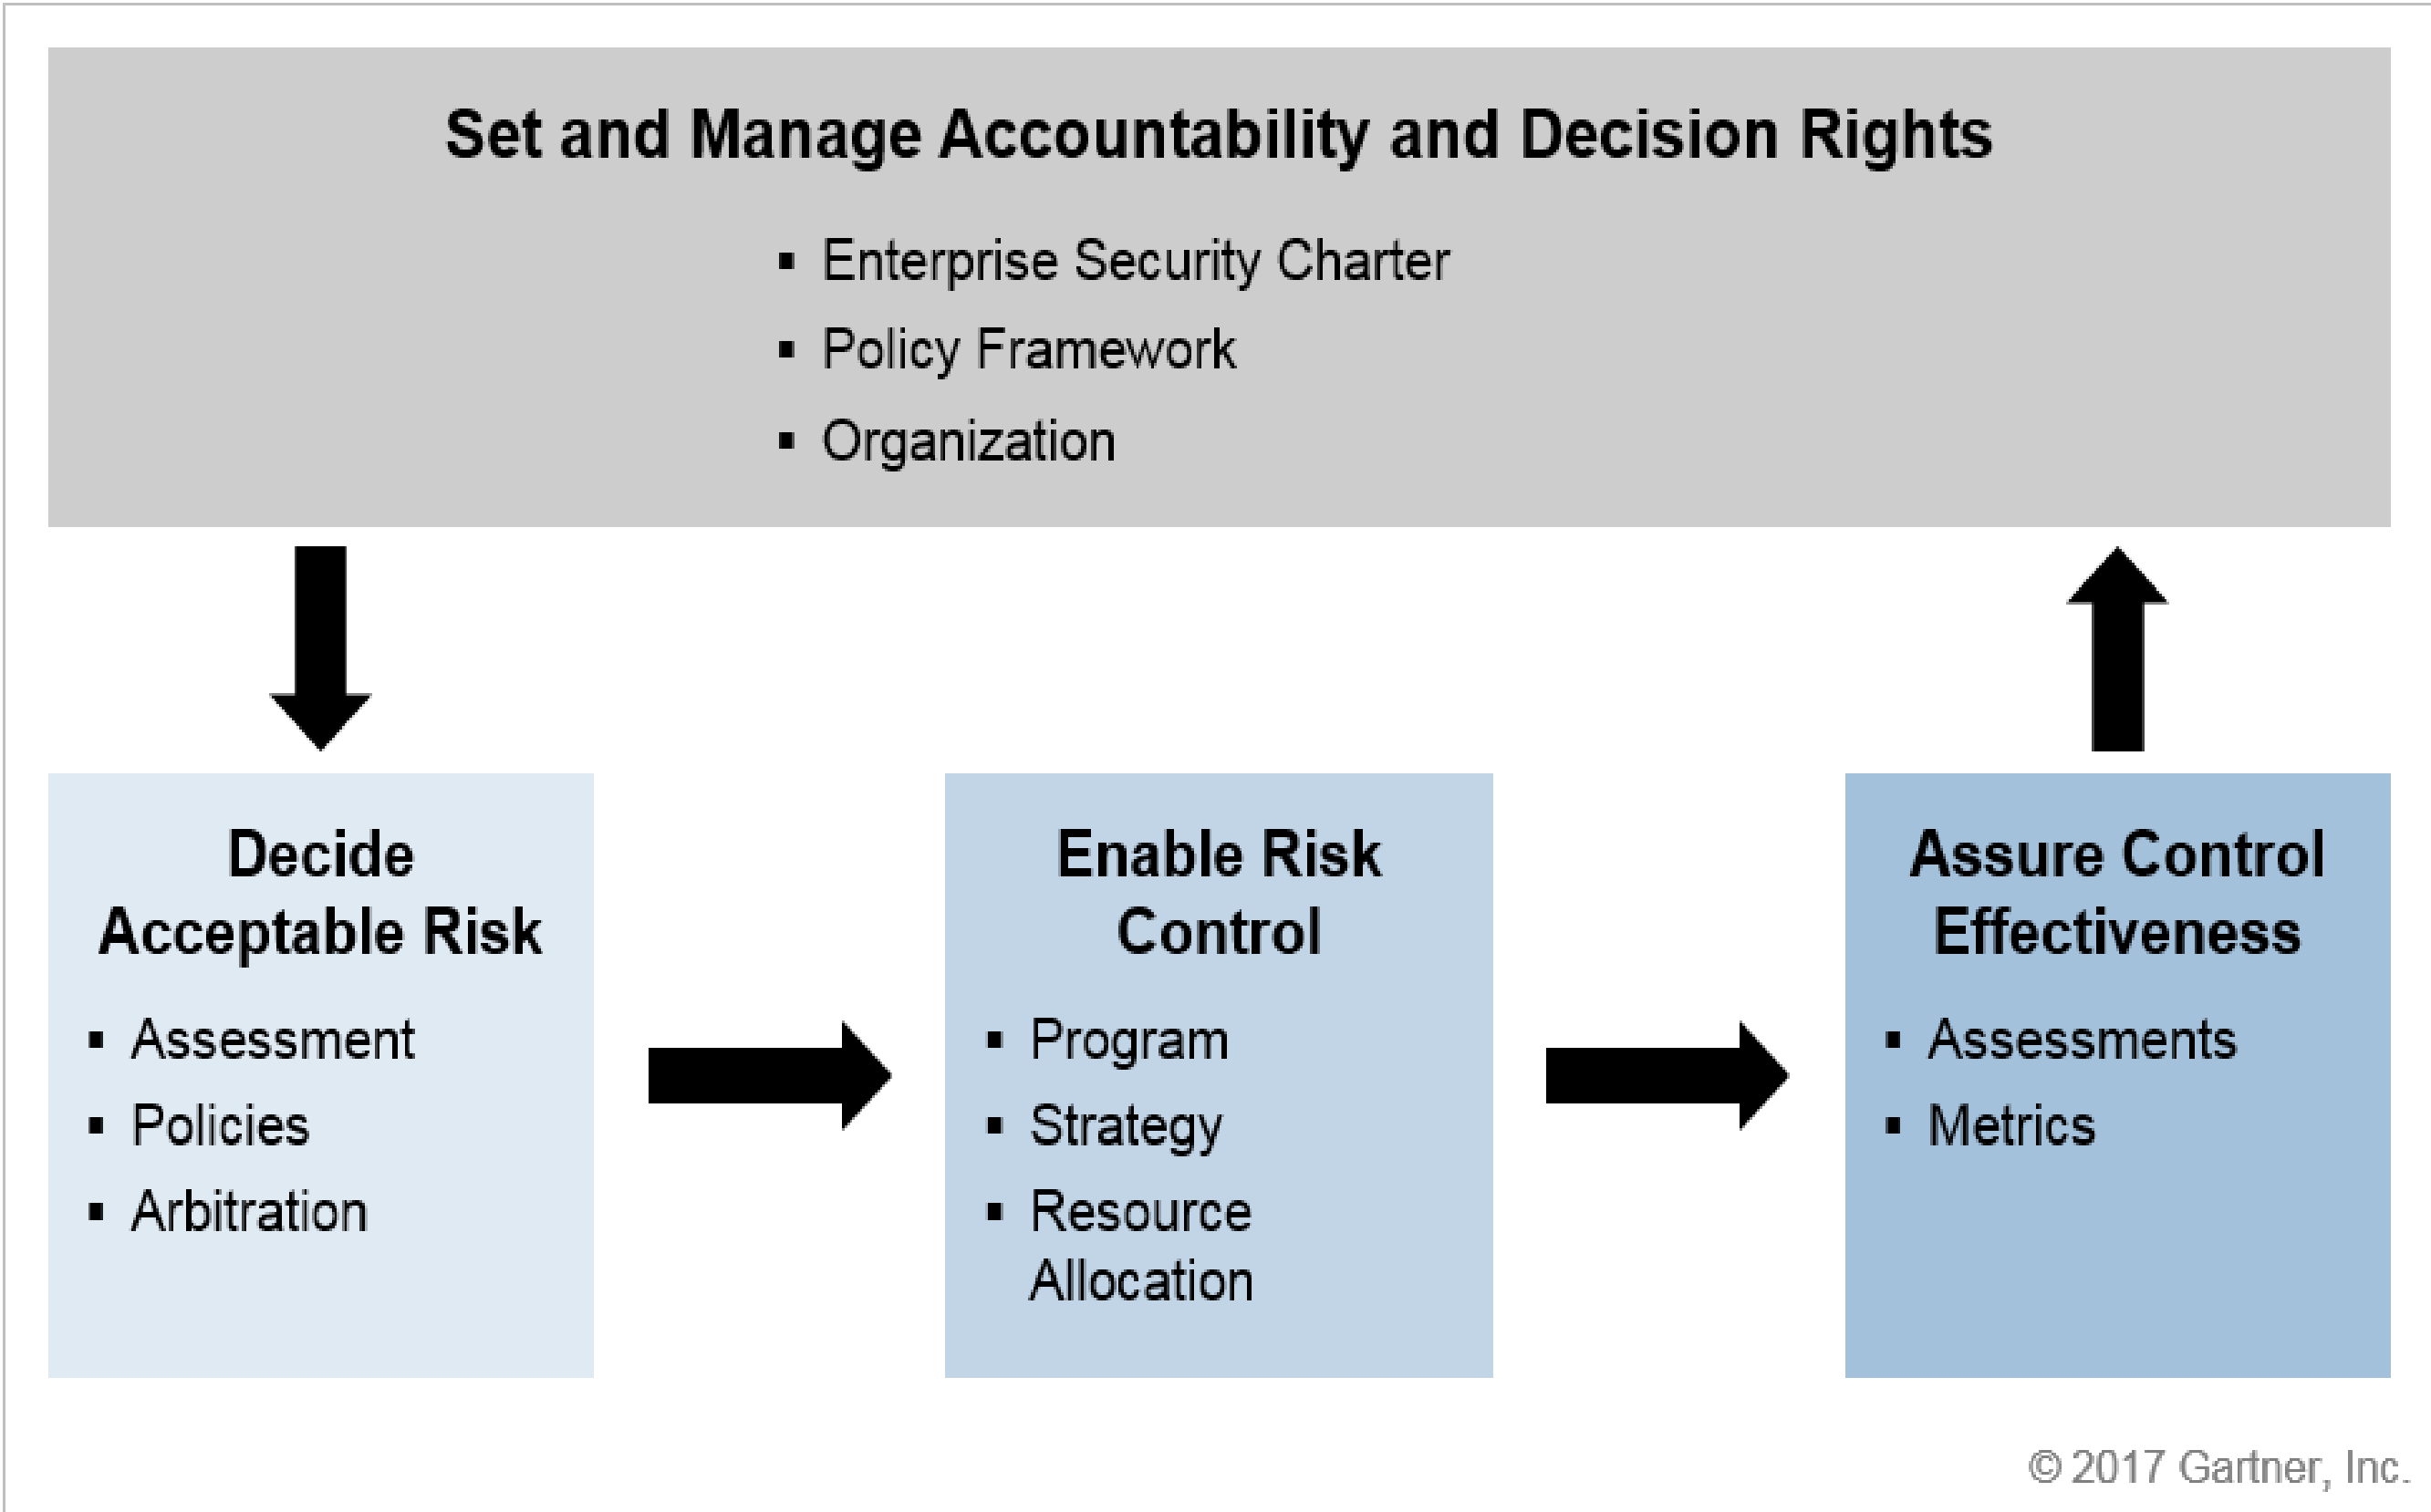 Set and Manage Accountability and Decision Rights
▪ Enterprise Security Charter
▪ Policy Framework
▪ Organization
Decide
Acceptable Risk
▪ Assessment
▪ Policies
▪ Arbitration
Enable Risk
Control
▪ Program
▪ Strategy
▪ Resource
Allocation
Assure Control
Effectiveness
▪ Assessments
▪ Metrics
© 2017 Gartner, Inc.